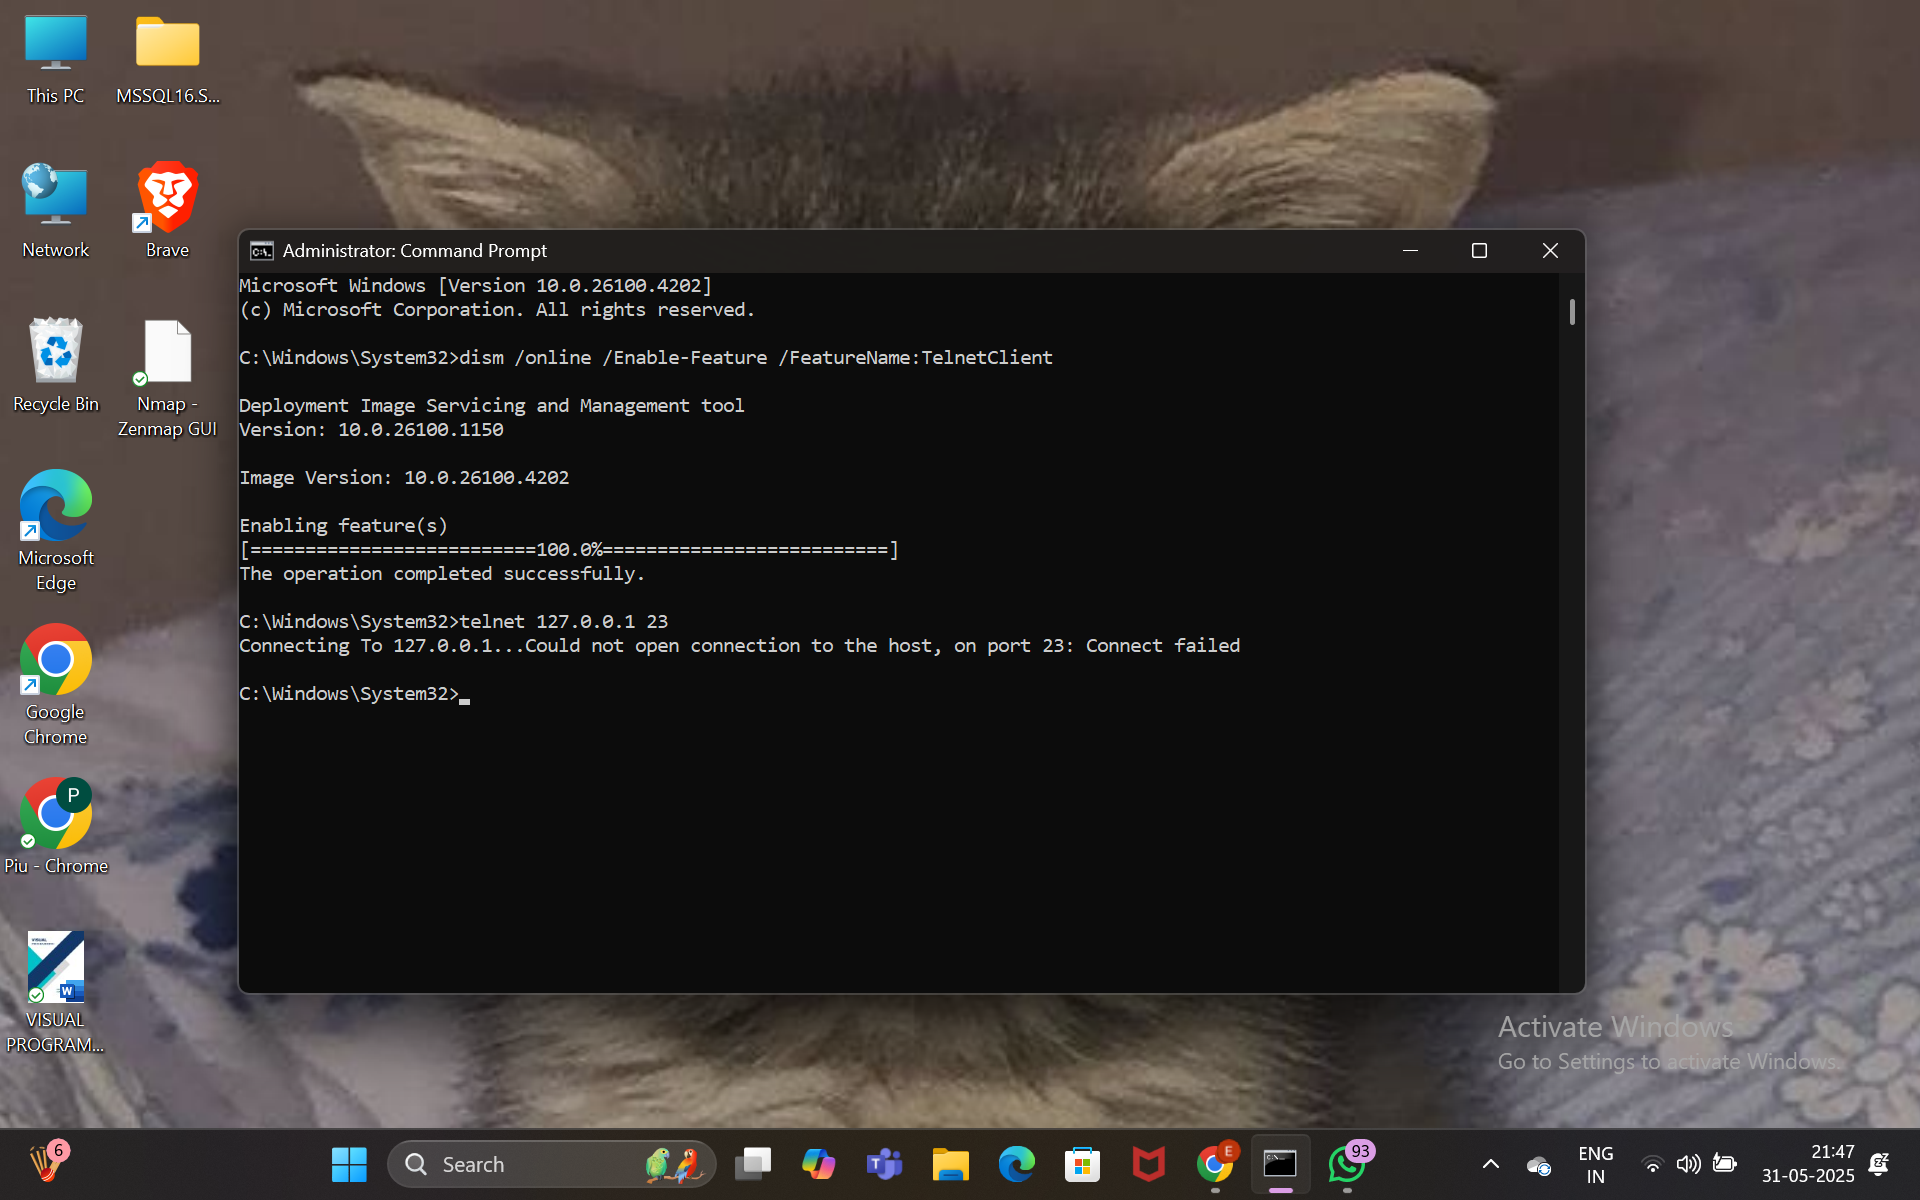 This PC
MSSQL16.S...
Network
Brave
Recycle Bin
Nmap -
Zenmap GUI
Microsoft
Edge
Google
Chrome
P
Piu - Chrome
VISUAL
W
VISUAL
PROGRAM...
Administrator: Command Prompt
Microsoft Windows [Version 10.0.26100.4202]
(c) Microsoft Corporation. All rights reserved.
C:\Windows\System32>dism /online /Enable-Feature /FeatureName:TelnetClient
Deployment Image Servicing and Management tool
Version: 10.0.26100.1150
Image Version: 10.0.26100.4202
Enabling feature(s)
[==========================100.0%==========================]
The operation completed successfully.
C:\Windows\System32>telnet 127.0.0.1 23
Connecting To 127.0.0.1...Could not open connection to the host, on port 23: Connect failed
C:\Windows\System32>
Activate Windows
Go to Settings to activate Windows.
6
Search
T
E
93
ENG
IN
21:47
31-05-2025